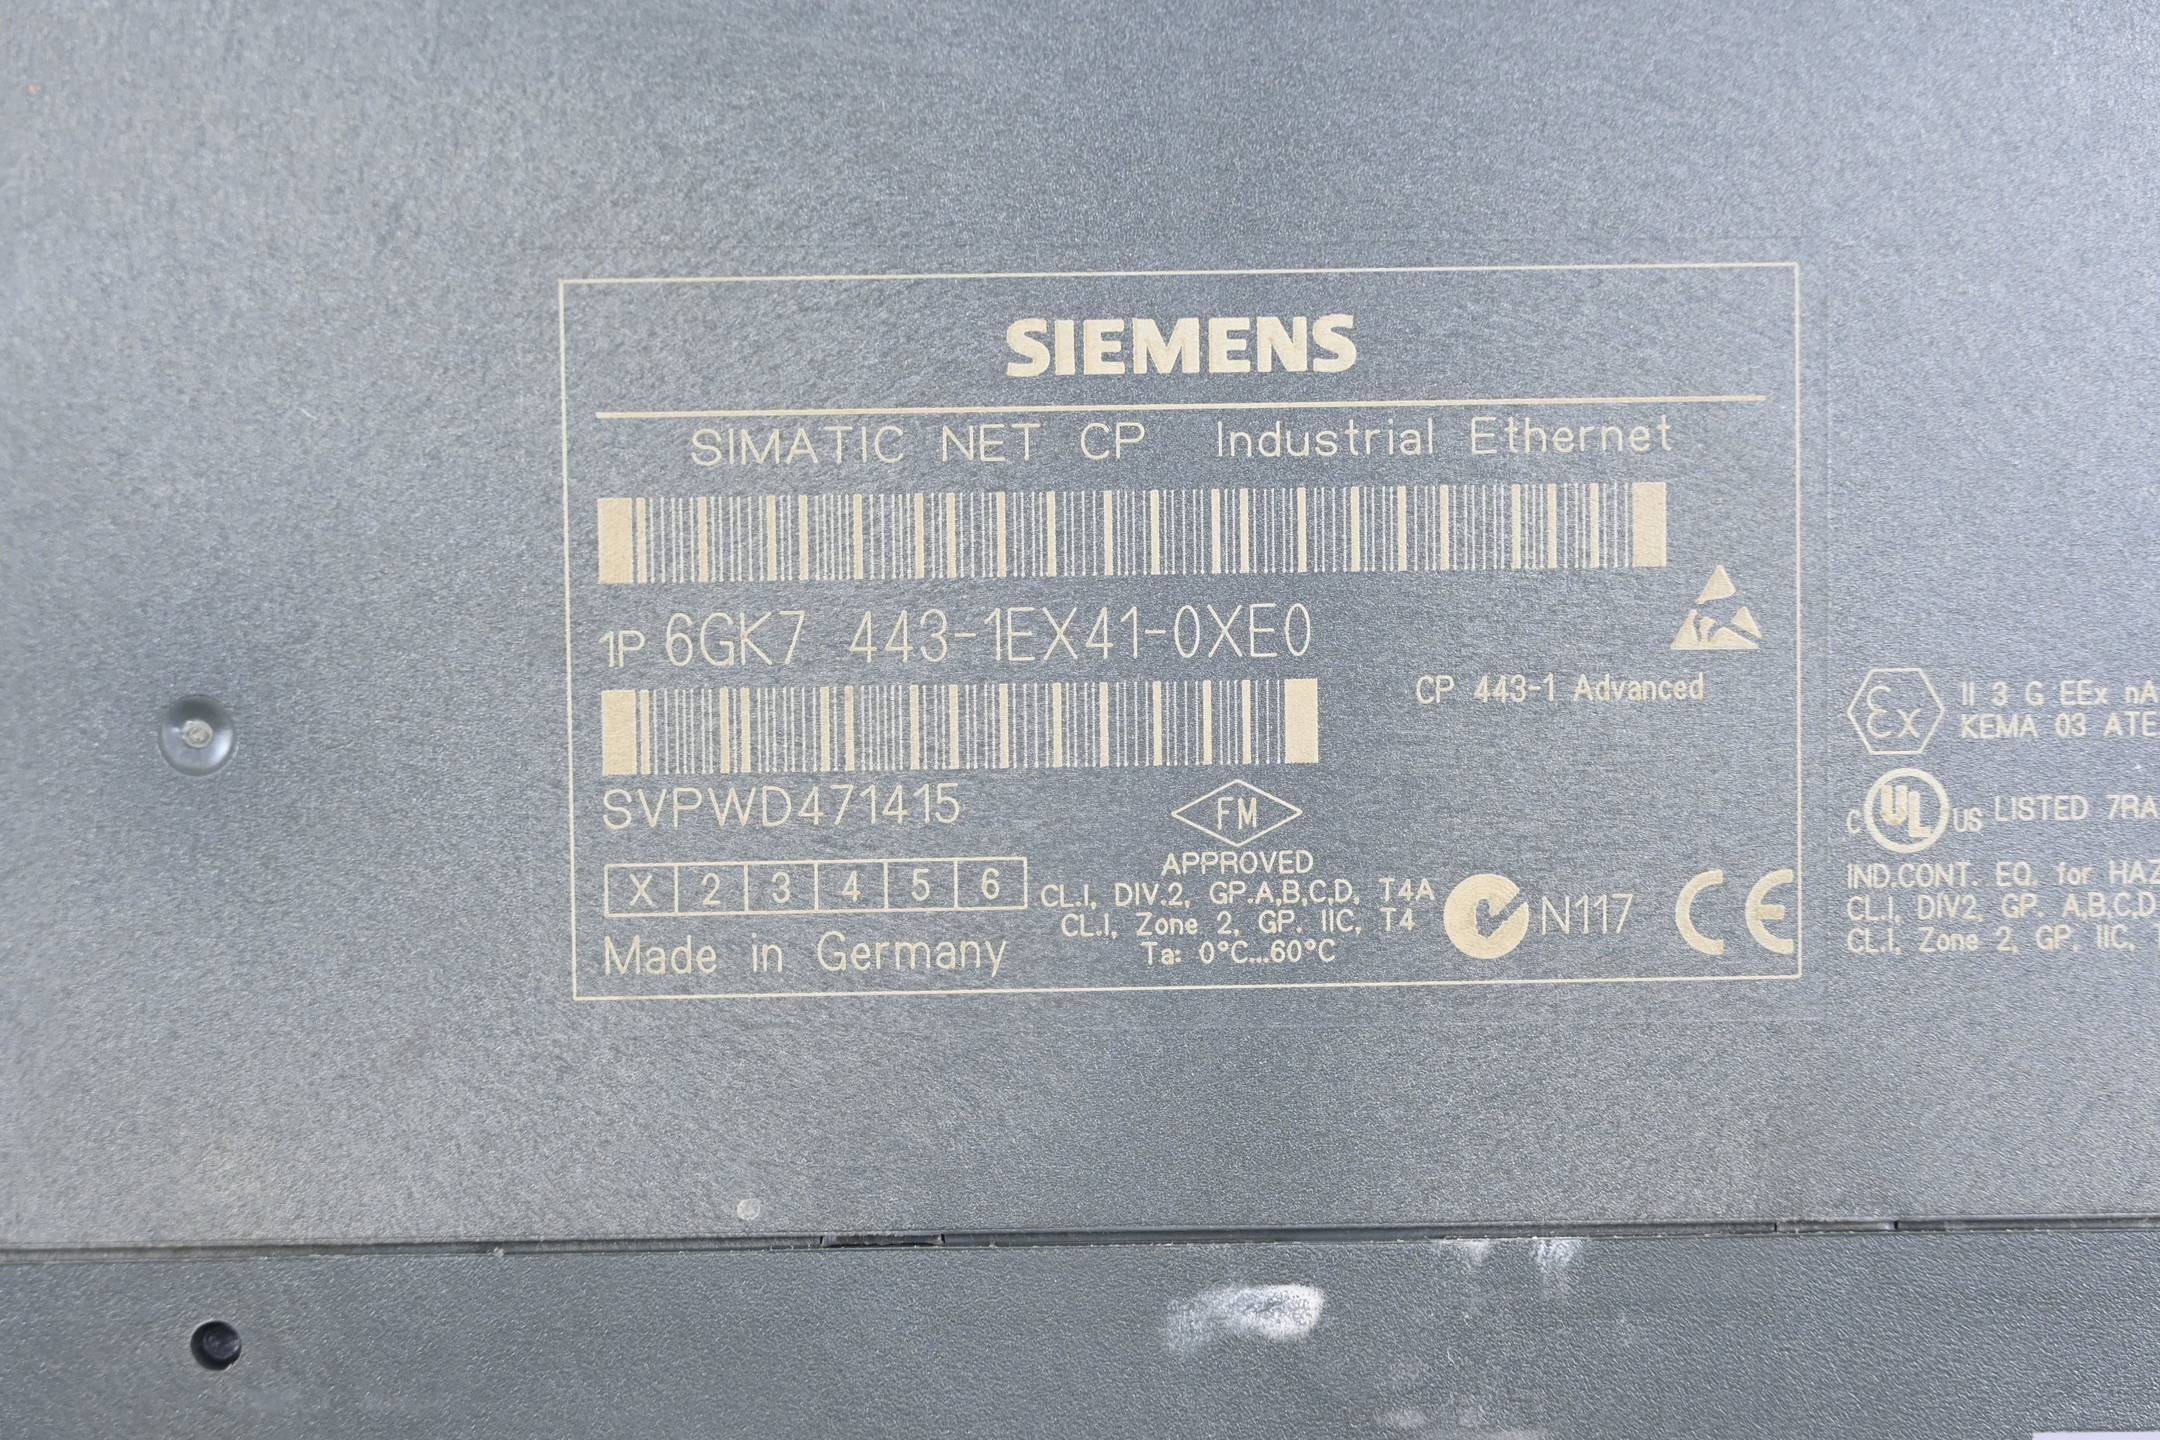 SIEMENS
SIMATIC NET CP Industrial Ethernet
1P 6GK7 443-1EX41-0XE0
CP 443-1 Advanced
SVPWD471415
FM
APPROVED
CL.I, DIV.2, GP.A,B,C,D, T4A
CL.I, Zone 2, GP. IIC, T4
Ta: 0°C...60°C
X 2 3 4 5 6
Made in Germany
N117
CE
Ex
II 3 G EEx nA
KEMA 03 ATE
C UL US LISTED 7RA
IND.CONT. EQ. for HAZ
CL.I, DIV2, GP. A,B,C,D
CL.I, Zone 2, GP. IIC,